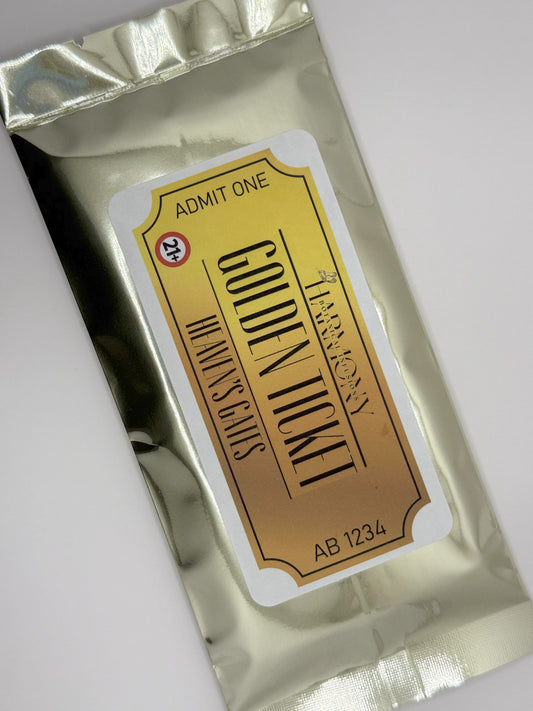 ADMIT ONE
21+
HARMONY
GOLDEN TICKET
HEAVEN'S GATES
AB 1234